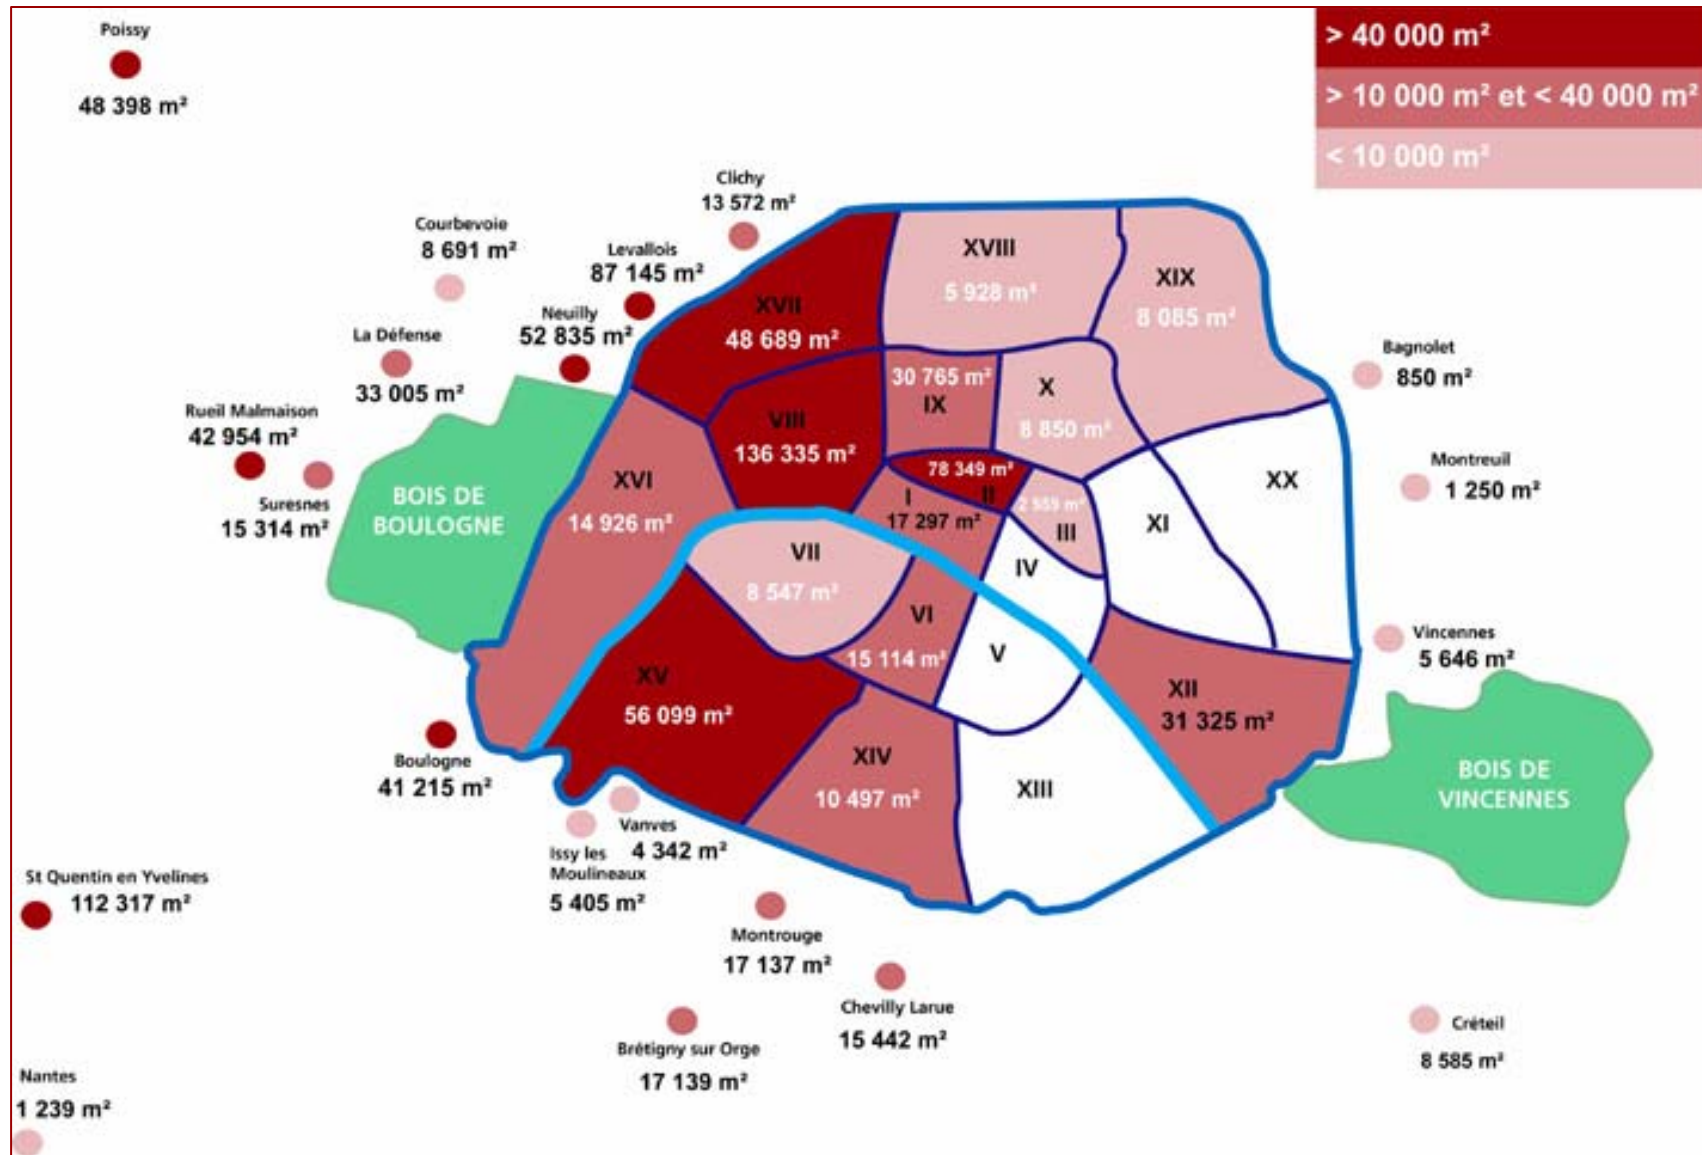 Poissy
48 398 m²
> 40 000 m²
> 10 000 m² et < 40 000 m²
< 10 000 m²
Clichy
13 572 m²
Courbevoie
8 691 m²
Levallois
87 145 m²
Neuilly
52 835 m²
La Défense
33 005 m²
Rueil Malmaison
42 954 m²
Suresnes
15 314 m²
BOIS DE
BOULOGNE
XVII
48 689 m²
XVIII
5 928 m²
XIX
8 085 m²
VIII
136 335 m²
30 765 m²
IX
X
8 850 m²
78 349 m²
II
I
17 297 m²
III
XVI
14 926 m²
VII
8 547 m²
IV
XI
XX
VI
15 114 m²
V
XV
56 099 m²
XIV
10 497 m²
XIII
XII
31 325 m²
Bagnolet
850 m²
Montreuil
1 250 m²
Vincennes
5 646 m²
BOIS DE
VINCENNES
Boulogne
41 215 m²
Vanves
4 342 m²
Issy les
Moulineaux
5 405 m²
St Quentin en Yvelines
112 317 m²
Montrouge
17 137 m²
Chevilly Larue
15 442 m²
Brétigny sur Orge
17 139 m²
Créteil
8 585 m²
Nantes
1 239 m²